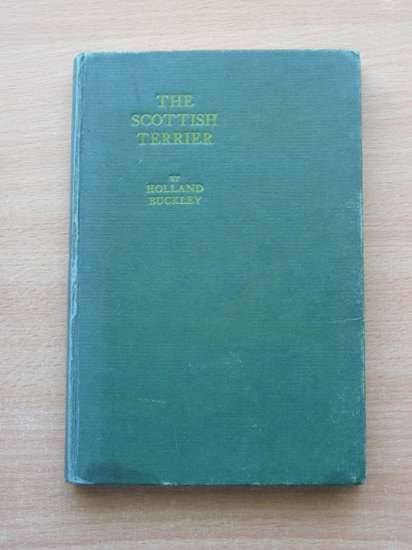 THE
SCOTTISH
TERRIER
BY
HOLLAND
BUCKLEY